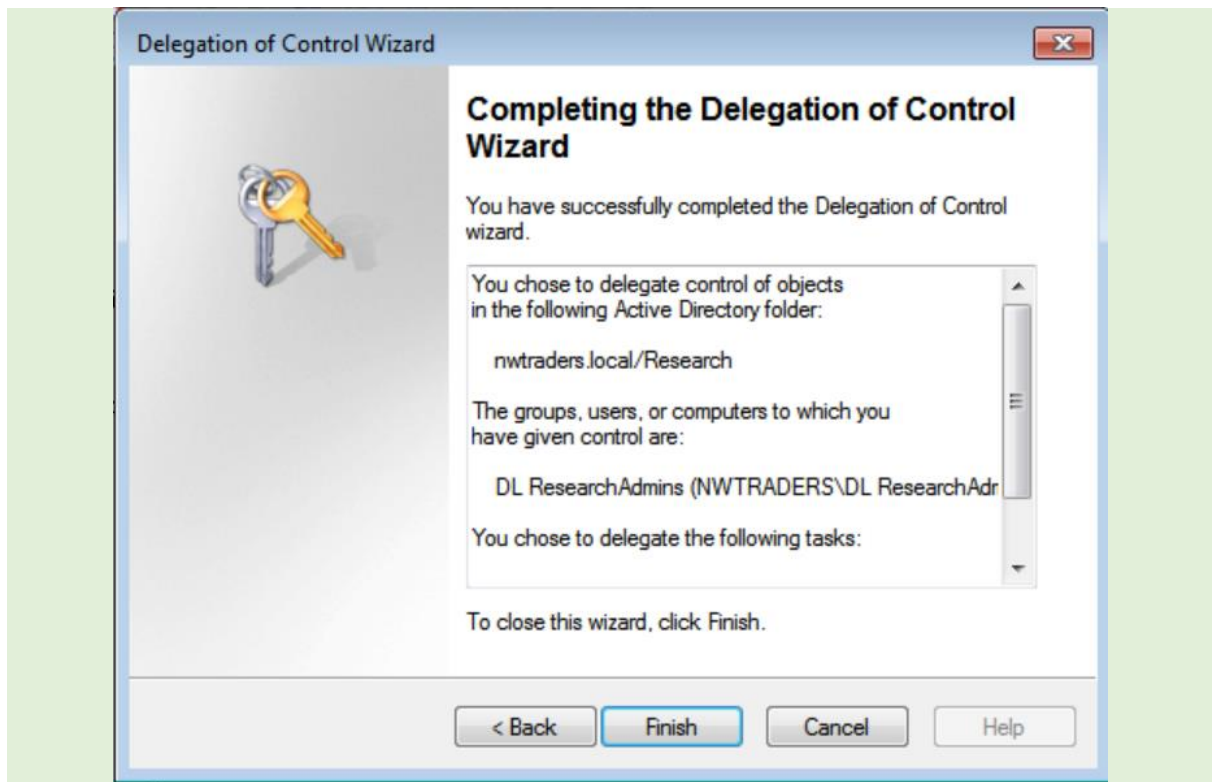 Delegation of Control Wizard
Completing the Delegation of Control
Wizard
You have successfully completed the Delegation of Control
wizard.
You chose to delegate control of objects
in the following Active Directory folder:
nwtraders.local/Research
The groups, users, or computers to which you
have given control are:
DL ResearchAdmins (NWTRADERS\DL ResearchAdr
You chose to delegate the following tasks:
To close this wizard, click Finish.
< Back Finish Cancel Help